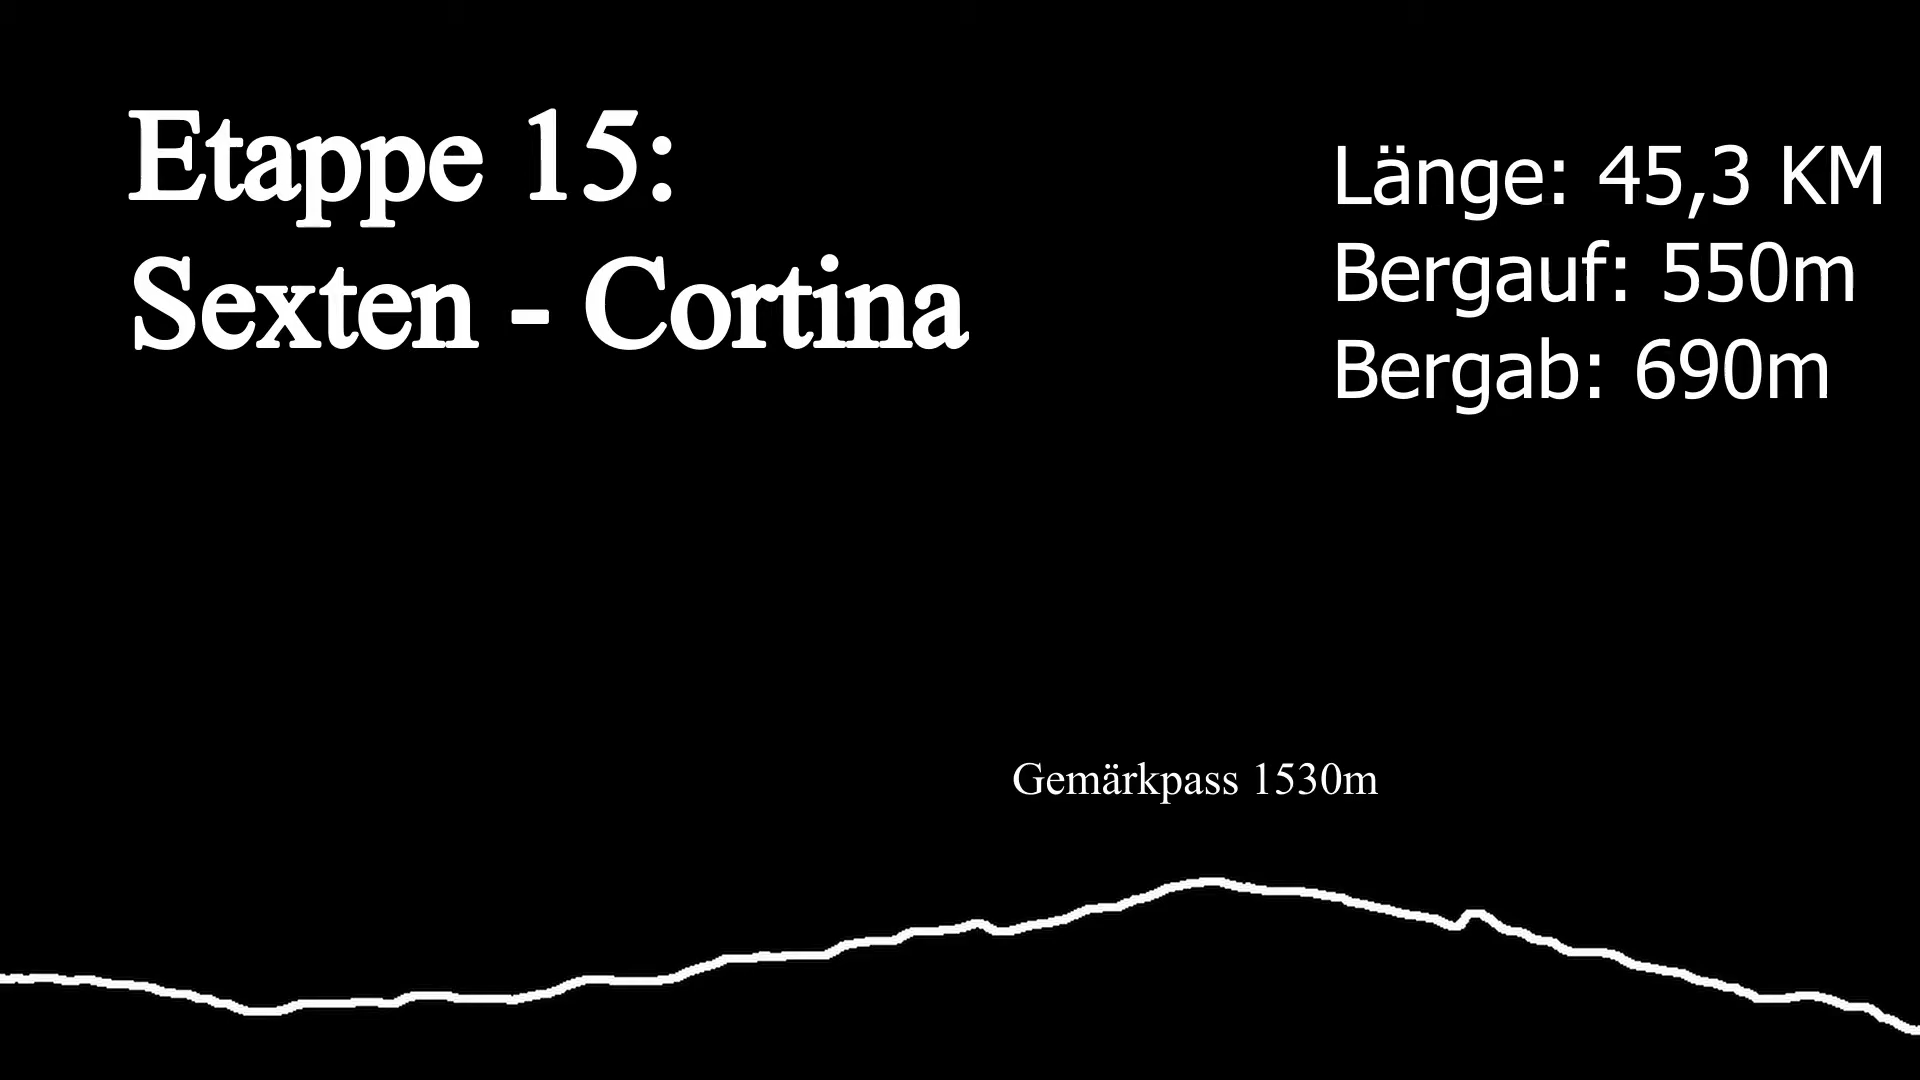 Etappe 15:
Sexten - Cortina
Länge: 45,3 KM
Bergauf: 550m
Bergab: 690m
Gemärkpass 1530m